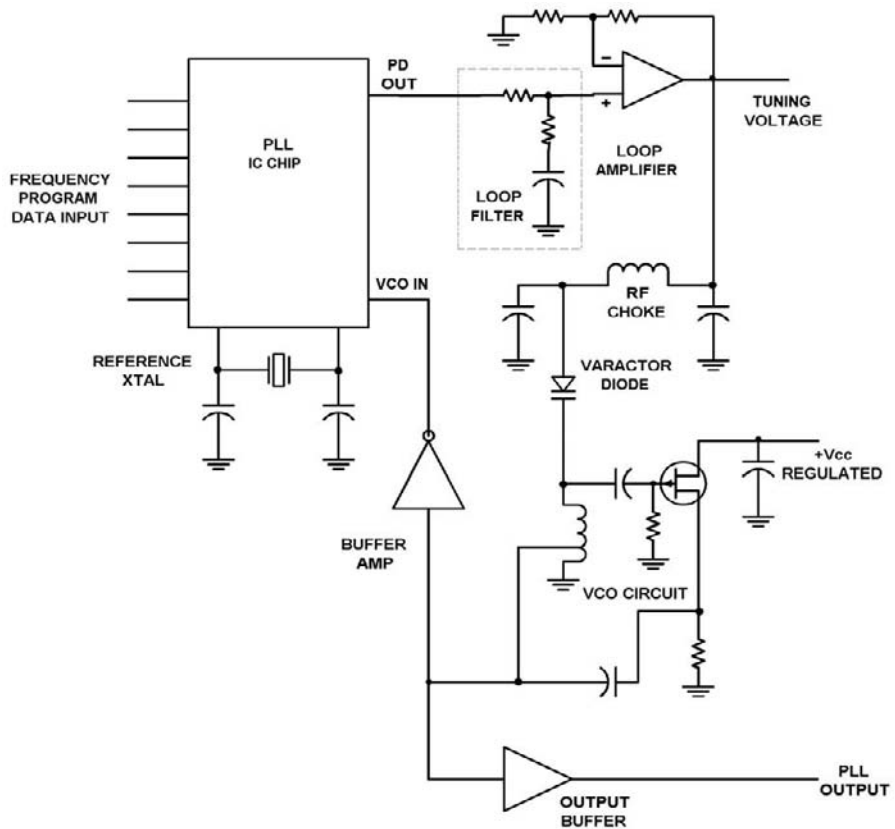 PD
OUT
PLL
IC CHIP
FREQUENCY
PROGRAM
DATA INPUT
VCO IN
REFERENCE
XTAL
LOOP
FILTER
−
+
LOOP
AMPLIFIER
TUNING
VOLTAGE
RF
CHOKE
VARACTOR
DIODE
+Vcc
REGULATED
BUFFER
AMP
VCO CIRCUIT
OUTPUT
BUFFER
PLL
OUTPUT